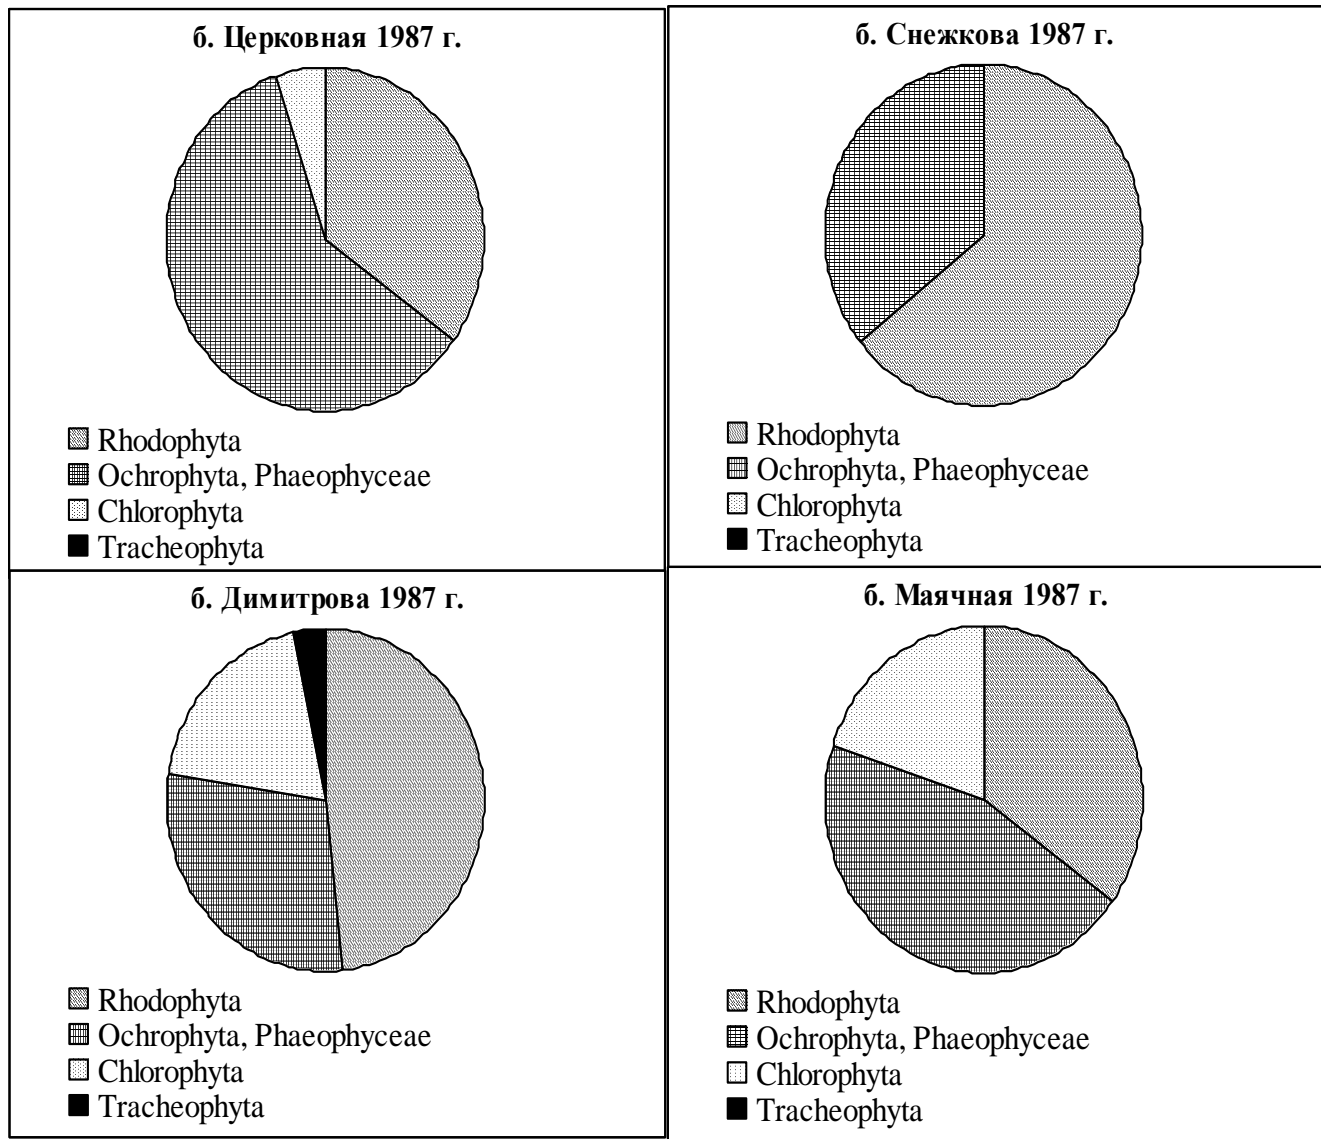 б. Церковная 1987 г.
Rhodophyta
Ochrophyta, Phaeophyceae
Chlorophyta
Tracheophyta
б. Снежкова 1987 г.
Rhodophyta
Ochrophyta, Phaeophyceae
Chlorophyta
Tracheophyta
б. Димитрова 1987 г.
Rhodophyta
Ochrophyta, Phaeophyceae
Chlorophyta
Tracheophyta
б. Маячная 1987 г.
Rhodophyta
Ochrophyta, Phaeophyceae
Chlorophyta
Tracheophyta